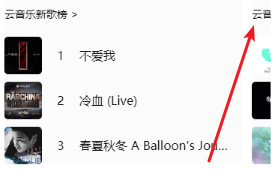 云音乐新歌榜 >
云音
1 不爱我
2 冷血 (Live)
RAPCHINA
3 春夏秋冬 A Balloon's Jou...